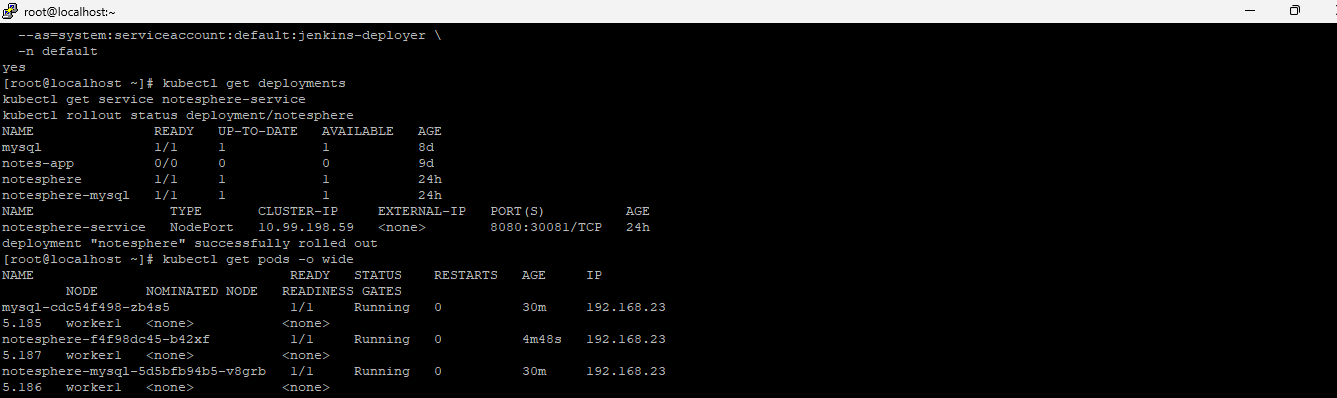 root@localhost:~
  --as=system:serviceaccount:default:jenkins-deployer \
  -n default
yes
[root@localhost ~]# kubectl get deployments
kubectl get service notesphere-service
kubectl rollout status deployment/notesphere
NAME               READY   UP-TO-DATE   AVAILABLE   AGE
mysql              1/1     1            1           8d
notes-app          0/0     0            0           9d
notesphere         1/1     1            1           24h
notesphere-mysql   1/1     1            1           24h
NAME                 TYPE       CLUSTER-IP     EXTERNAL-IP   PORT(S)          AGE
notesphere-service   NodePort   10.99.198.59   <none>        8080:30081/TCP   24h
deployment "notesphere" successfully rolled out
[root@localhost ~]# kubectl get pods -o wide
NAME                                READY   STATUS    RESTARTS   AGE     IP
        NODE      NOMINATED NODE   READINESS GATES
mysql-cdc54f498-zb4s5               1/1     Running   0          30m     192.168.23
5.185   worker1   <none>           <none>
notesphere-f4f98dc45-b42xf          1/1     Running   0          4m48s   192.168.23
5.187   worker1   <none>           <none>
notesphere-mysql-5d5bfb94b5-v8grb   1/1     Running   0          30m     192.168.23
5.186   worker1   <none>           <none>